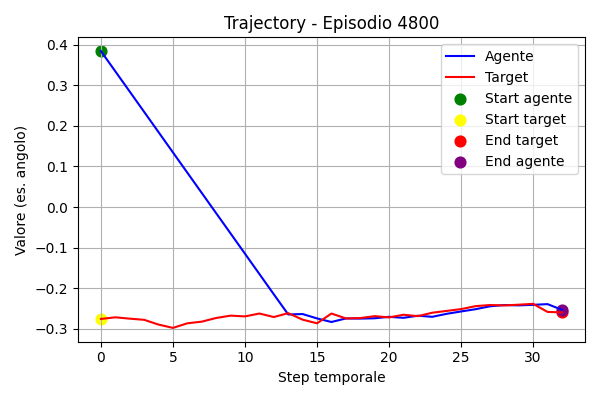 Trajectory - Episodio 4800
Valore (es. angolo)
0.4
0.3
0.2
0.1
0.0
−0.1
−0.2
−0.3
0
5
10
15
20
25
30
Step temporale
Agente
Target
Start agente
Start target
End target
End agente